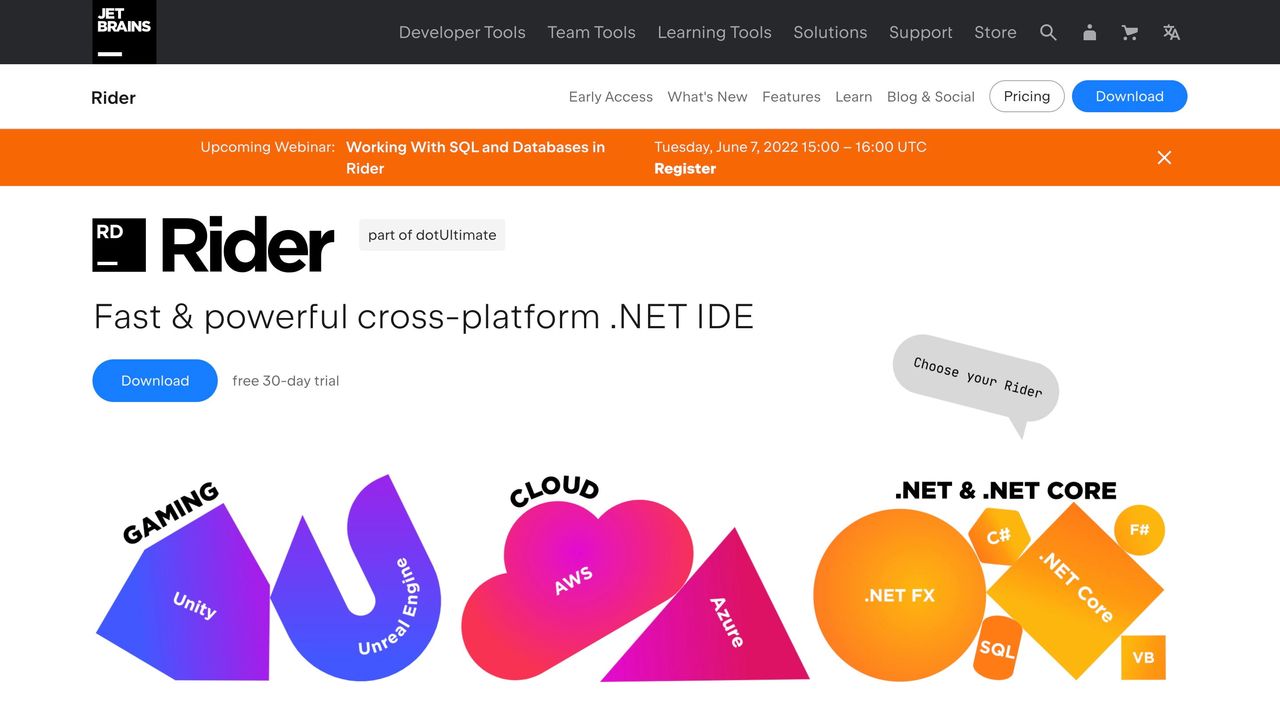 JET
BRAINS
Developer Tools Team Tools Learning Tools Solutions Support Store
Rider
Early Access What's New Features Learn Blog & Social Pricing Download
Upcoming Webinar: Working With SQL and Databases in
Rider
Tuesday, June 7, 2022 15:00 – 16:00 UTC
Register
RD
Rider
part of dotUltimate
Fast & powerful cross-platform .NET IDE
Download free 30-day trial
Choose your Rider
GAMING
Unity
Unreal Engine
CLOUD
AWS
Azure
.NET & .NET CORE
.NET FX
C#
.NET Core
F#
SQL
VB